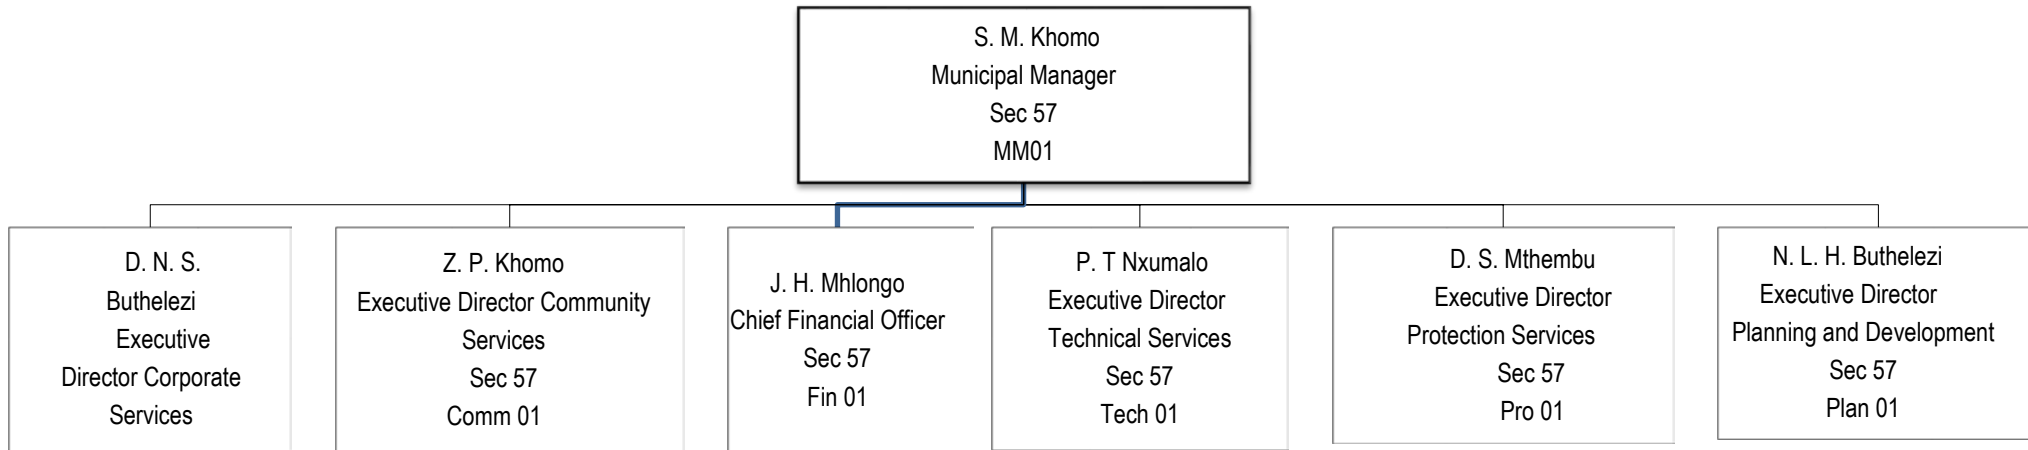 S. M. Khomo
Municipal Manager
Sec 57
MM01
D. N. S.
Buthelezi
Executive
Director Corporate
Services
Z. P. Khomo
Executive Director Community
Services
Sec 57
Comm 01
J. H. Mhlongo
Chief Financial Officer
Sec 57
Fin 01
P. T Nxumalo
Executive Director
Technical Services
Sec 57
Tech 01
D. S. Mthembu
Executive Director
Protection Services
Sec 57
Pro 01
N. L. H. Buthelezi
Executive Director
Planning and Development
Sec 57
Plan 01